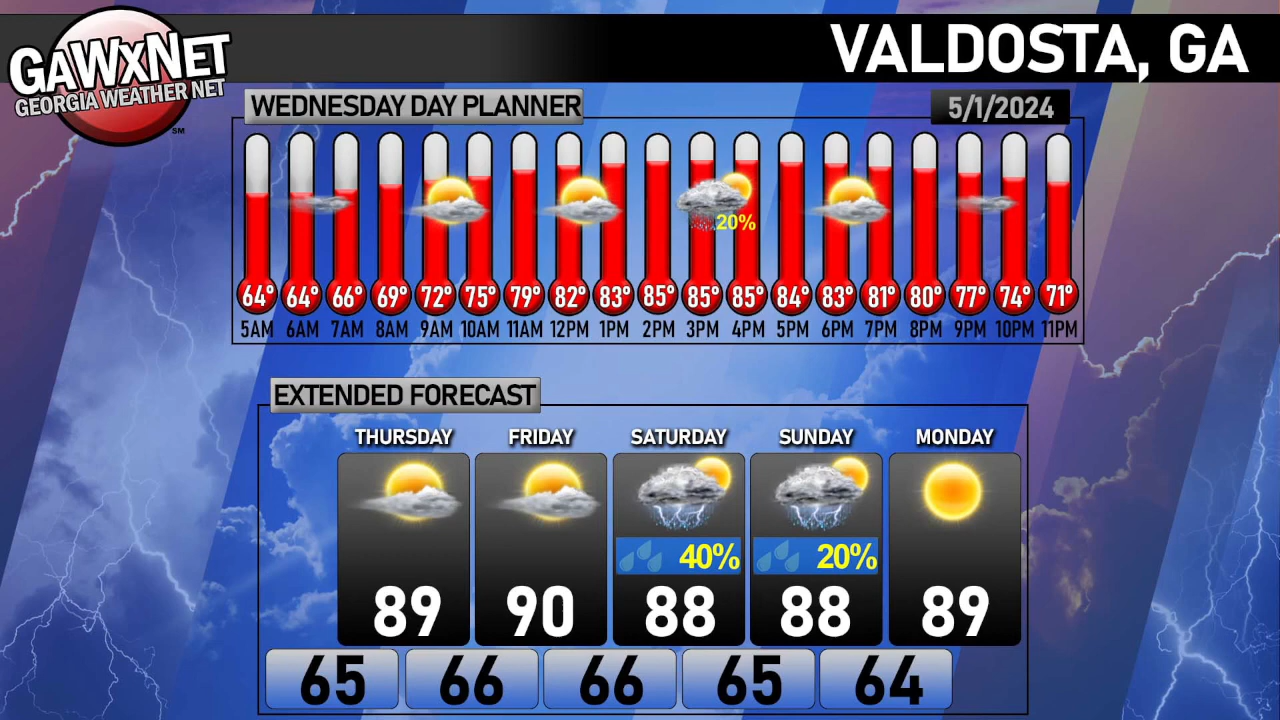 VALDOSTA, GA
GAWxNET
GEORGIA WEATHER NET
SM
WEDNESDAY DAY PLANNER
5/1/2024
20%
64° 64° 66° 69° 72° 75° 79° 82° 83° 85° 85° 85° 84° 83° 81° 80° 77° 74° 71°
5AM 6AM 7AM 8AM 9AM 10AM 11AM 12PM 1PM 2PM 3PM 4PM 5PM 6PM 7PM 8PM 9PM 10PM 11PM
EXTENDED FORECAST
THURSDAY FRIDAY SATURDAY SUNDAY MONDAY
40% 20%
89 90 88 88 89
65 66 66 65 64